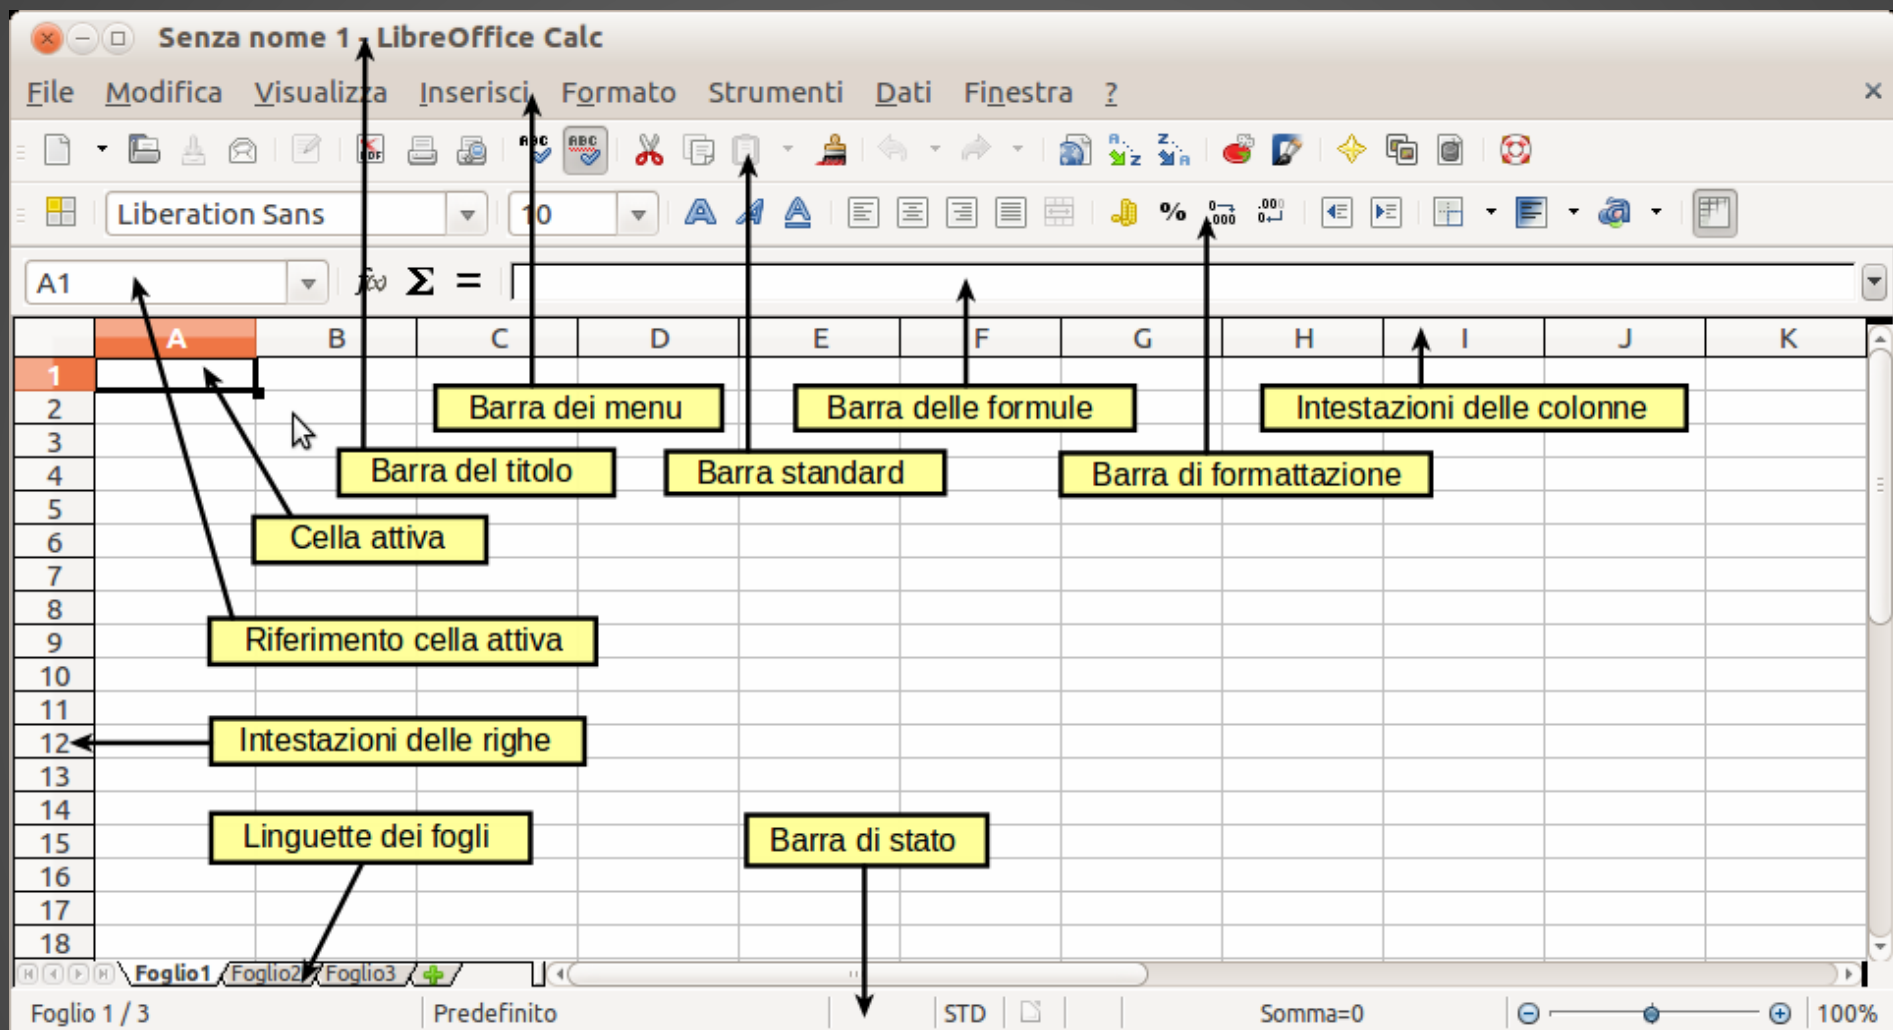 Senza nome 1 - LibreOffice Calc
File Modifica Visualizza Inserisci Formato Strumenti Dati Finestra ?
Liberation Sans 10
A1 f(x) Σ =
A B C D E F G H I J K
1
2 Barra dei menu Barra delle formule Intestazioni delle colonne
3
4 Barra del titolo Barra standard Barra di formattazione
5
6 Cella attiva
7
8
9 Riferimento cella attiva
10
11
12 Intestazioni delle righe
13
14
15 Linguette dei fogli Barra di stato
16
17
18
Foglio1 Foglio2 Foglio3
Foglio 1 / 3 Predefinito STD Somma=0 100%